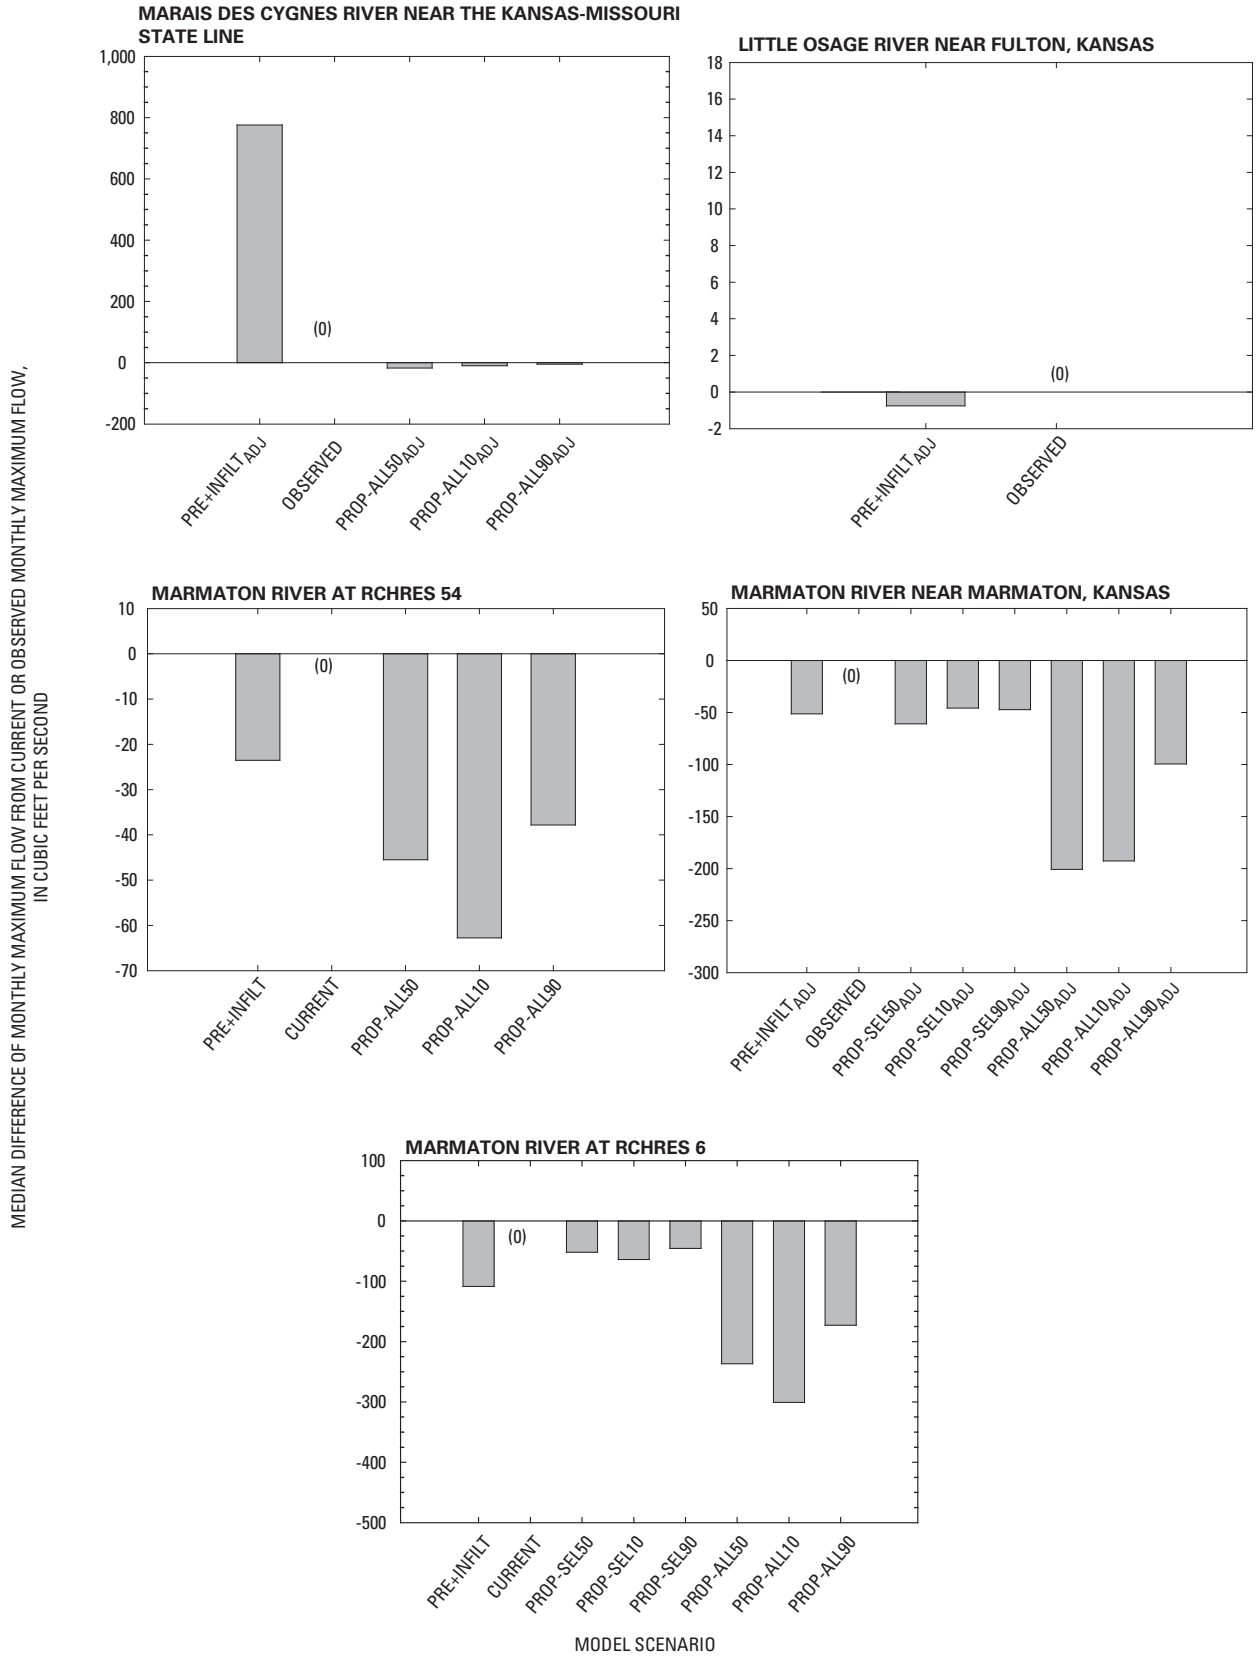 MEDIAN DIFFERENCE OF MONTHLY MAXIMUM FLOW FROM CURRENT OR OBSERVED MONTHLY MAXIMUM FLOW,
IN CUBIC FEET PER SECOND
MARAIS DES CYGNES RIVER NEAR THE KANSAS-MISSOURI
STATE LINE
1,000
800
600
400
200
0
-200
(0)
PRE+INFILTADJ
OBSERVED
PROP-ALL50ADJ
PROP-ALL10ADJ
PROP-ALL90ADJ
LITTLE OSAGE RIVER NEAR FULTON, KANSAS
18
16
14
12
10
8
6
4
2
0
-2
(0)
PRE+INFILTADJ
OBSERVED
MARMATON RIVER AT RCHRES 54
10
0
-10
-20
-30
-40
-50
-60
-70
(0)
PRE+INFILT
CURRENT
PROP-ALL50
PROP-ALL10
PROP-ALL90
MARMATON RIVER NEAR MARMATON, KANSAS
50
0
-50
-100
-150
-200
-250
-300
(0)
PRE+INFILTADJ
OBSERVED
PROP-SEL50ADJ
PROP-SEL10ADJ
PROP-SEL90ADJ
PROP-ALL50ADJ
PROP-ALL10ADJ
PROP-ALL90ADJ
MARMATON RIVER AT RCHRES 6
100
0
-100
-200
-300
-400
-500
(0)
PRE+INFILT
CURRENT
PROP-SEL50
PROP-SEL10
PROP-SEL90
PROP-ALL50
PROP-ALL10
PROP-ALL90
MODEL SCENARIO